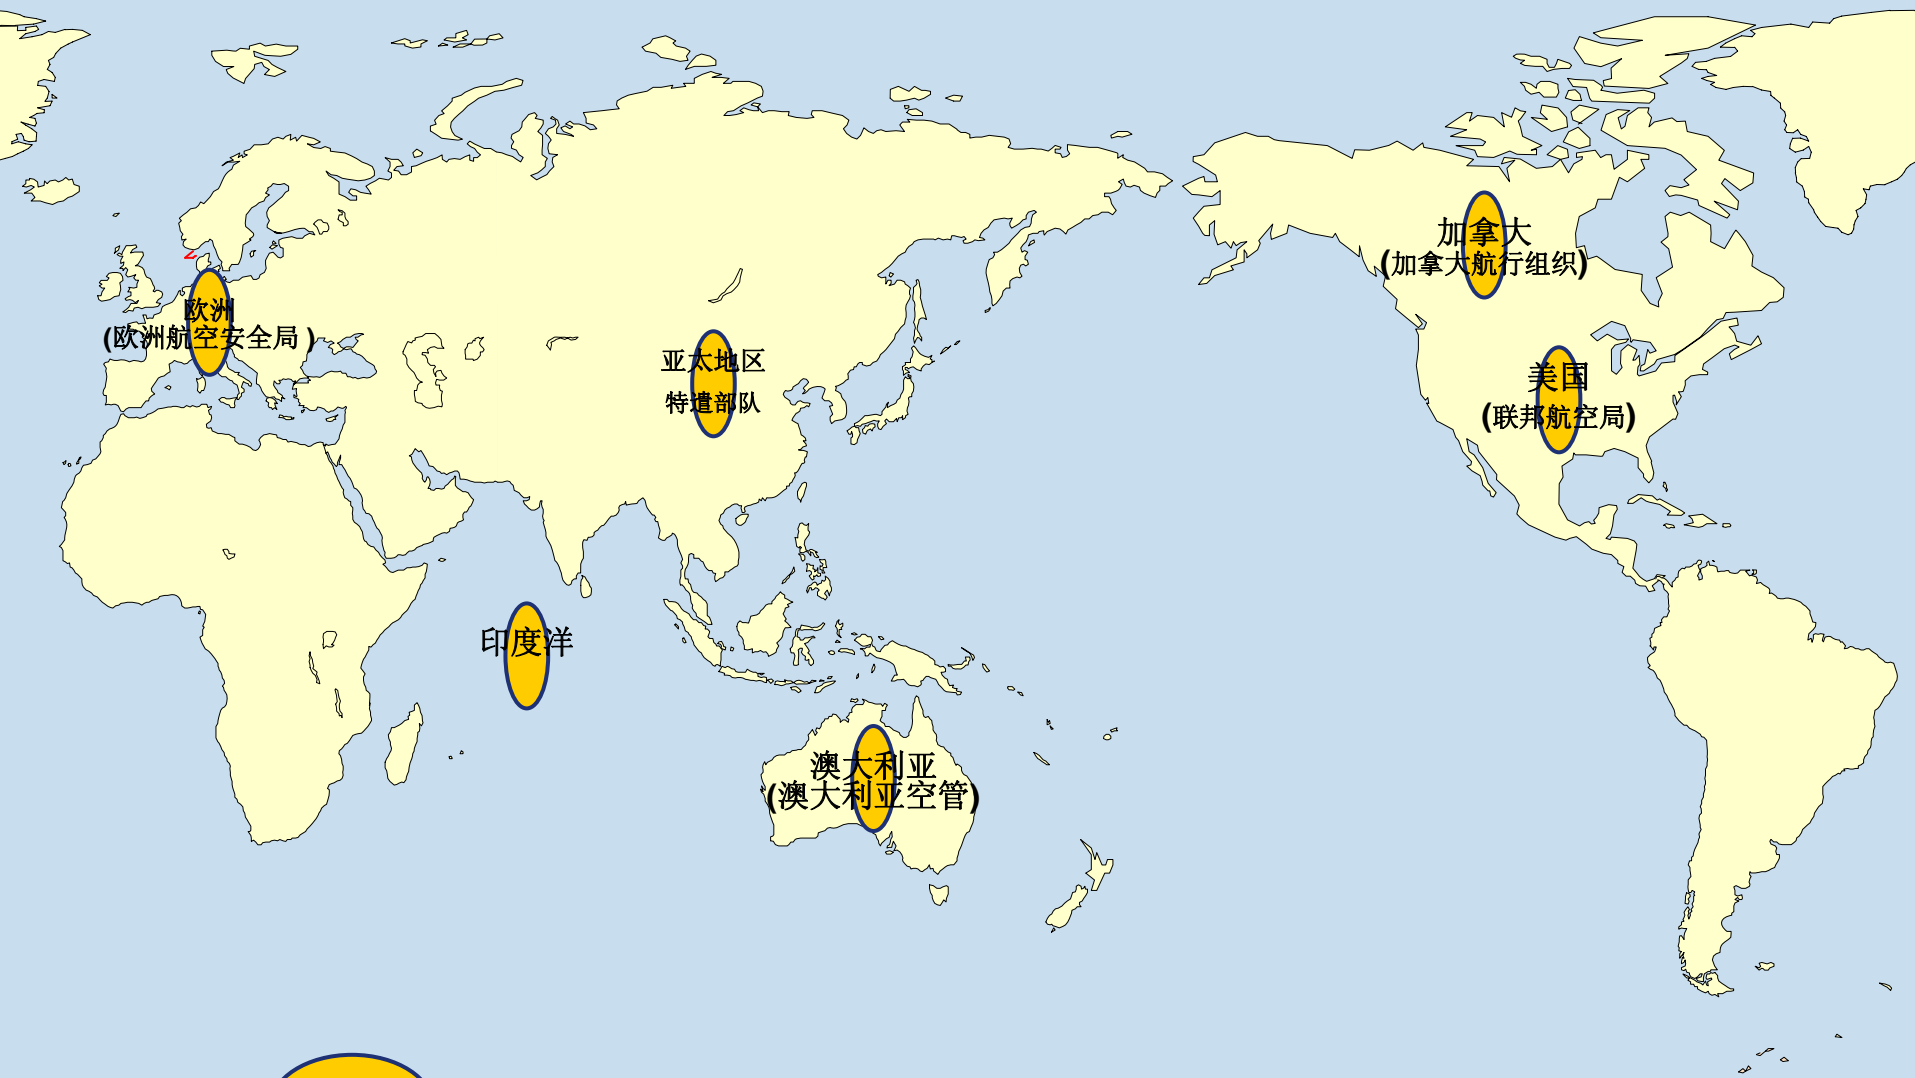 加拿大
(加拿大航行组织)
欧洲
(欧洲航空安全局 )
亚太地区
特遣部队
美国
(联邦航空局)
印度洋
澳大利亚
(澳大利亚空管)